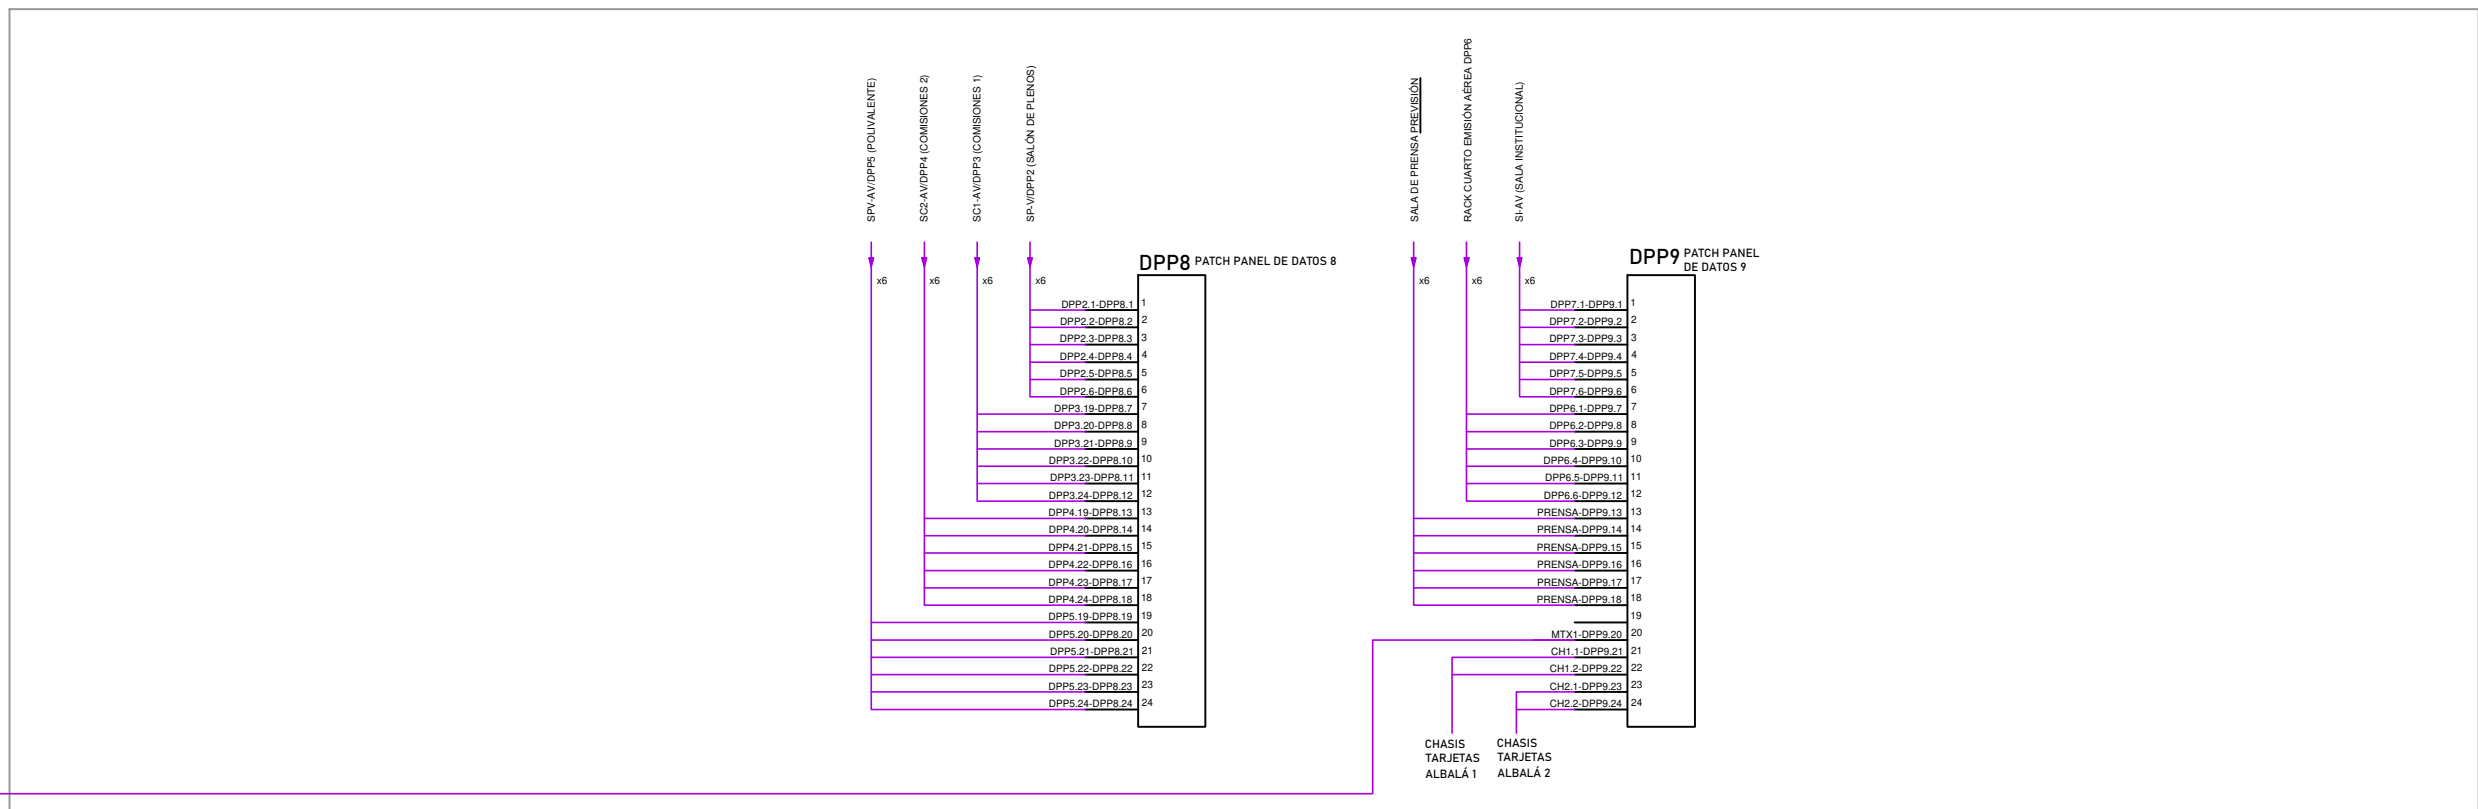 SPV-AV/DPP5 (POLIVALENTE)
SC2-AV/DPP4 (COMISIONES 2)
SC1-AV/DPP3 (COMISIONES 1)
SP-V/DPP2 (SALÓN DE PLENOS)
x6
x6
x6
x6
DPP8 PATCH PANEL DE DATOS 8
DPP2.1-DPP8.1 1
DPP2.2-DPP8.2 2
DPP2.3-DPP8.3 3
DPP2.4-DPP8.4 4
DPP2.5-DPP8.5 5
DPP2.6-DPP8.6 6
DPP3.19-DPP8.7 7
DPP3.20-DPP8.8 8
DPP3.21-DPP8.9 9
DPP3.22-DPP8.10 10
DPP3.23-DPP8.11 11
DPP3.24-DPP8.12 12
DPP4.19-DPP8.13 13
DPP4.20-DPP8.14 14
DPP4.21-DPP8.15 15
DPP4.22-DPP8.16 16
DPP4.23-DPP8.17 17
DPP4.24-DPP8.18 18
DPP5.19-DPP8.19 19
DPP5.20-DPP8.20 20
DPP5.21-DPP8.21 21
DPP5.22-DPP8.22 22
DPP5.23-DPP8.23 23
DPP5.24-DPP8.24 24
SALA DE PRENSA PREVISIÓN
RACK CUARTO EMISIÓN AÉREA DPP6
SI-AV (SALA INSTITUCIONAL)
x6
x6
x6
DPP9 PATCH PANEL
DE DATOS 9
DPP7.1-DPP9.1 1
DPP7.2-DPP9.2 2
DPP7.3-DPP9.3 3
DPP7.4-DPP9.4 4
DPP7.5-DPP9.5 5
DPP7.6-DPP9.6 6
DPP6.1-DPP9.7 7
DPP6.2-DPP9.8 8
DPP6.3-DPP9.9 9
DPP6.4-DPP9.10 10
DPP6.5-DPP9.11 11
DPP6.6-DPP9.12 12
PRENSA-DPP9.13 13
PRENSA-DPP9.14 14
PRENSA-DPP9.15 15
PRENSA-DPP9.16 16
PRENSA-DPP9.17 17
PRENSA-DPP9.18 18
19
MTX1-DPP9.20 20
CH1.1-DPP9.21 21
CH1.2-DPP9.22 22
CH2.1-DPP9.23 23
CH2.2-DPP9.24 24
CHASIS
TARJETAS
ALBALÁ 1
CHASIS
TARJETAS
ALBALÁ 2